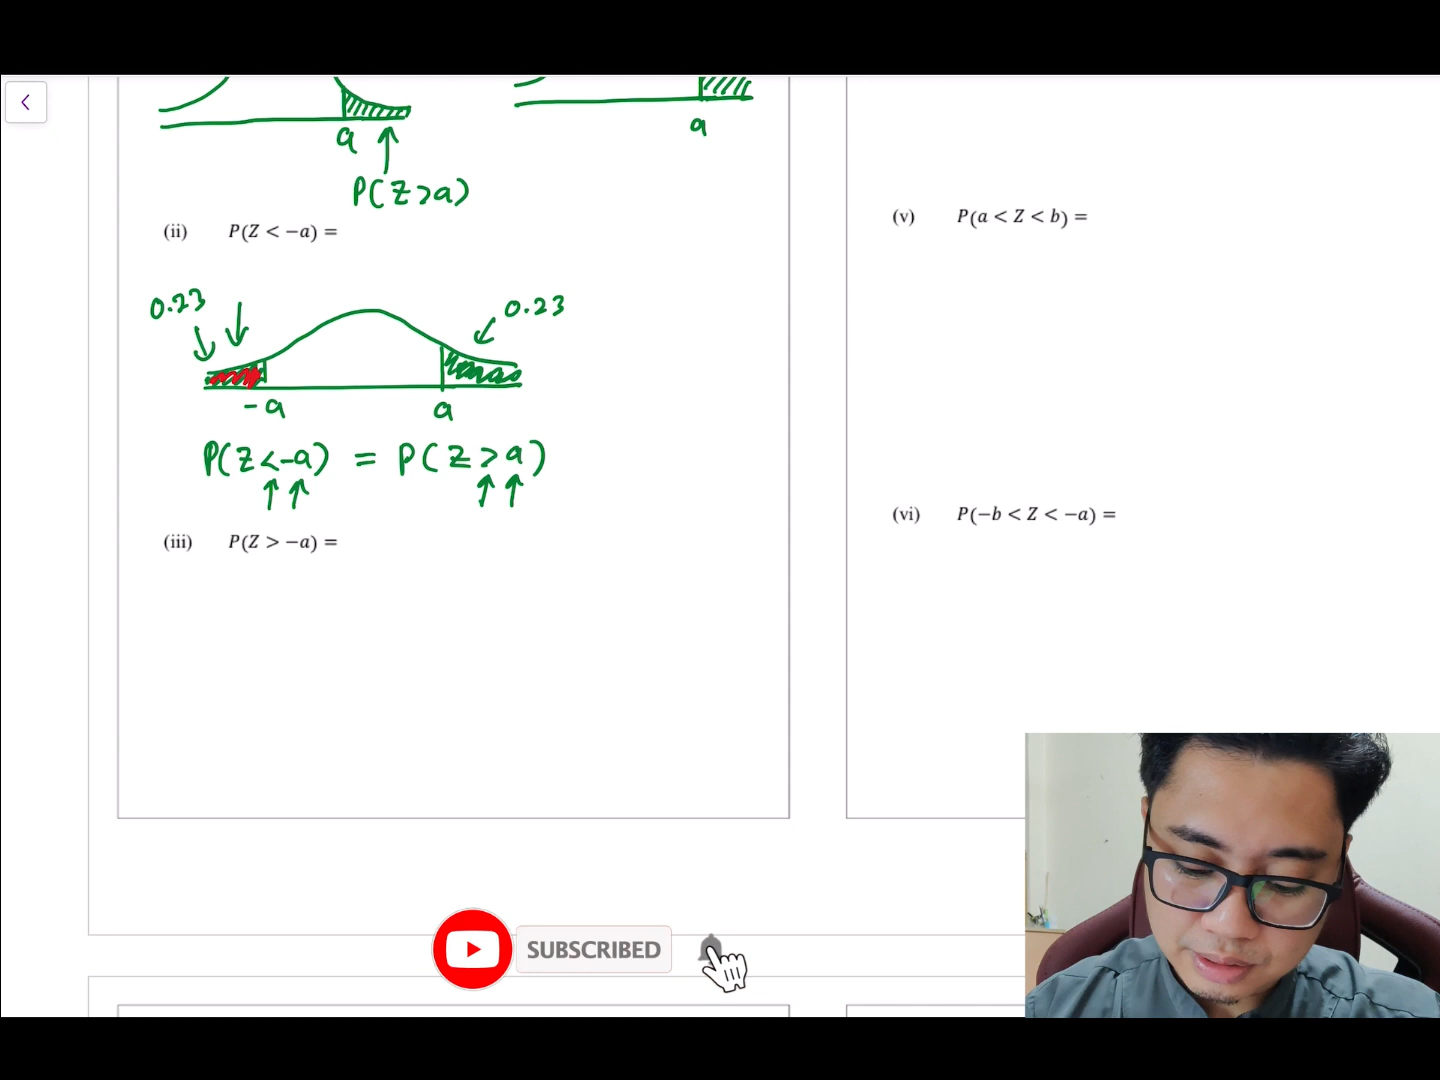 a
a
P(Z>a)
(ii) P(Z < −a) =
0.23
0.23
-a
a
P(Z<-a) = P(Z>a)
(iii) P(Z > −a) =
(v) P(a < Z < b) =
(vi) P(−b < Z < −a) =
SUBSCRIBED